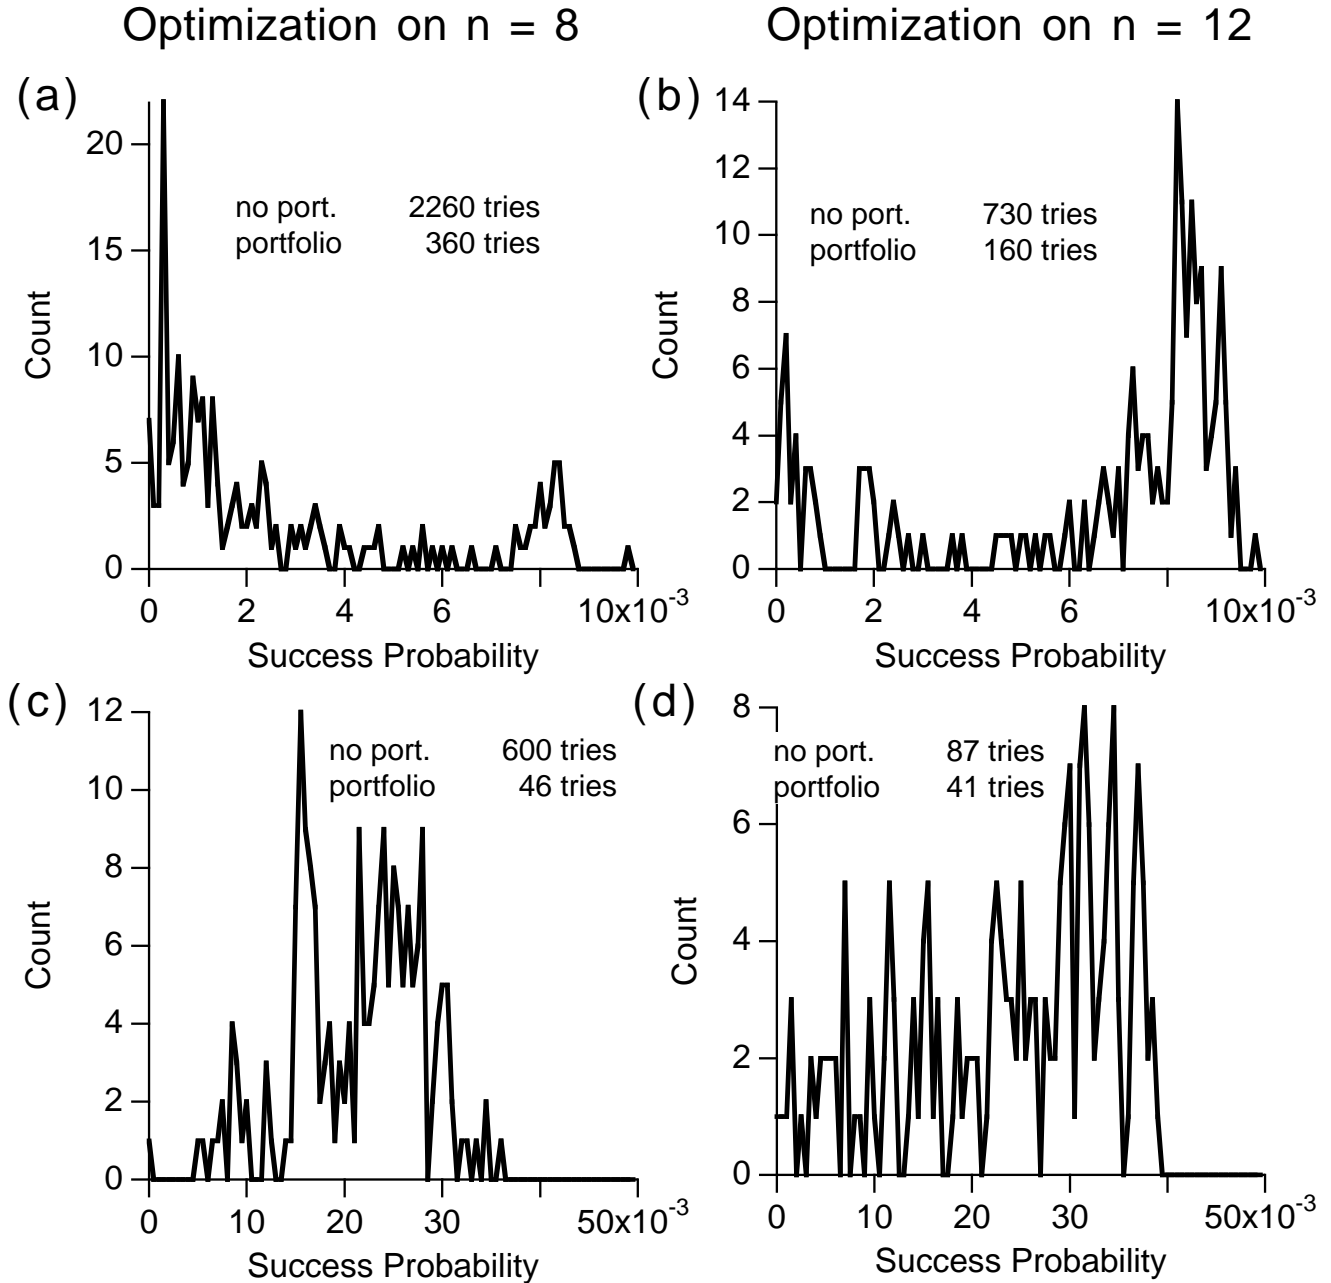 Optimization on n = 8
Optimization on n = 12
(a)
20
15
10
5
0
Count
no port. 2260 tries
portfolio 360 tries
0 2 4 6 10x10-3
Success Probability
(b)
14
12
10
8
6
4
2
0
Count
no port. 730 tries
portfolio 160 tries
0 2 4 6 10x10-3
Success Probability
(c)
12
10
8
6
4
2
0
Count
no port. 600 tries
portfolio 46 tries
0 10 20 30 50x10-3
Success Probability
(d)
8
6
4
2
0
Count
no port. 87 tries
portfolio 41 tries
0 10 20 30 50x10-3
Success Probability